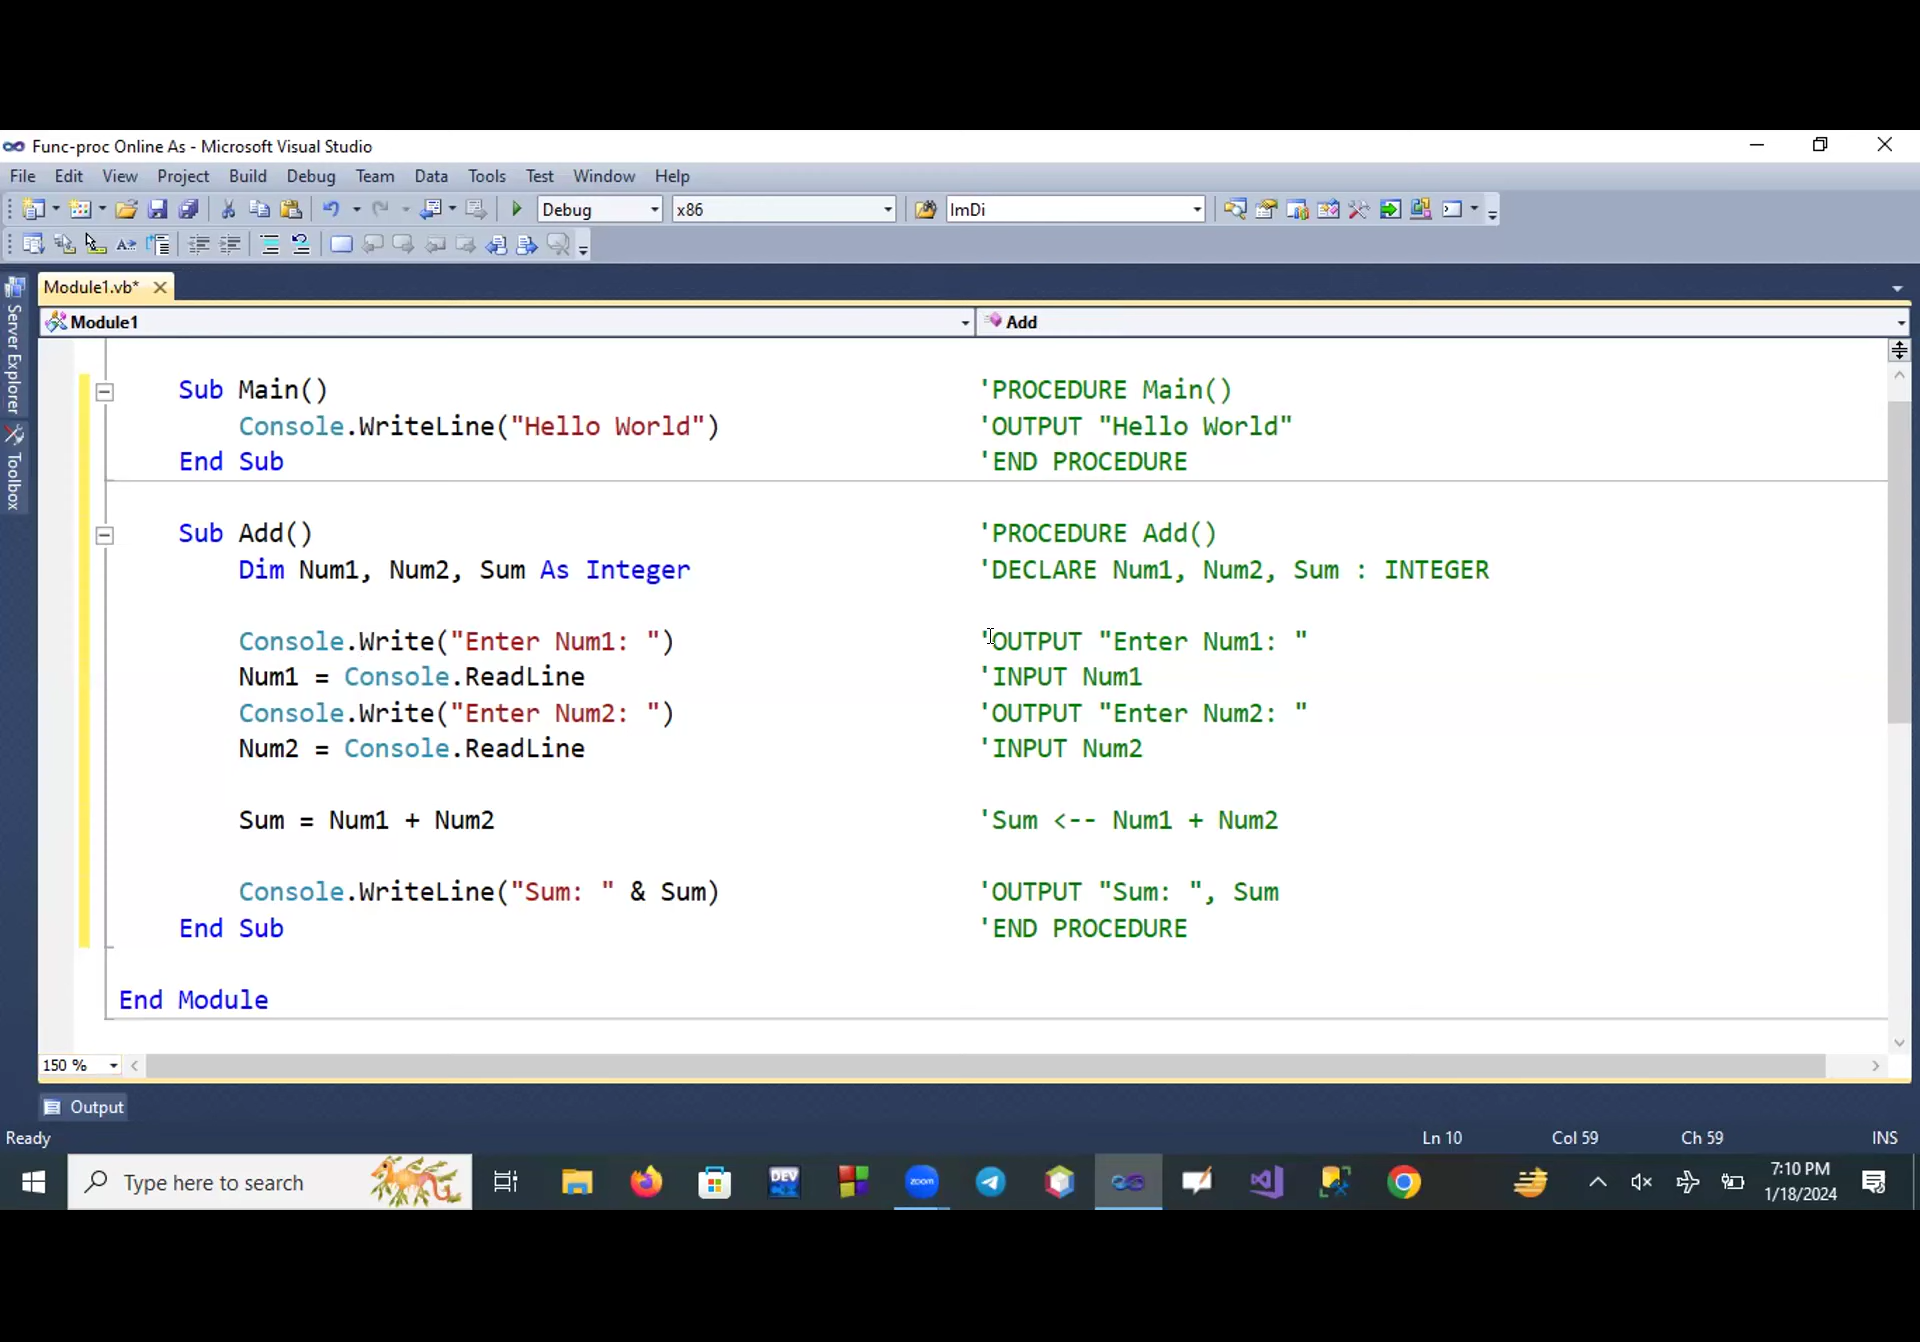 Func-proc Online As - Microsoft Visual Studio
File Edit View Project Build Debug Team Data Tools Test Window Help
Debug x86 ImDi
Module1.vb*
Module1 Add
Server Explorer
Toolbox
Sub Main() 'PROCEDURE Main()
Console.WriteLine("Hello World") 'OUTPUT "Hello World"
End Sub 'END PROCEDURE
Sub Add() 'PROCEDURE Add()
Dim Num1, Num2, Sum As Integer 'DECLARE Num1, Num2, Sum : INTEGER
Console.Write("Enter Num1: ") 'OUTPUT "Enter Num1: "
Num1 = Console.ReadLine 'INPUT Num1
Console.Write("Enter Num2: ") 'OUTPUT "Enter Num2: "
Num2 = Console.ReadLine 'INPUT Num2
Sum = Num1 + Num2 'Sum <-- Num1 + Num2
Console.WriteLine("Sum: " & Sum) 'OUTPUT "Sum: ", Sum
End Sub 'END PROCEDURE
End Module
150 %
Output
Ready Ln 10 Col 59 Ch 59 INS
Type here to search DEV zoom 7:10 PM
1/18/2024